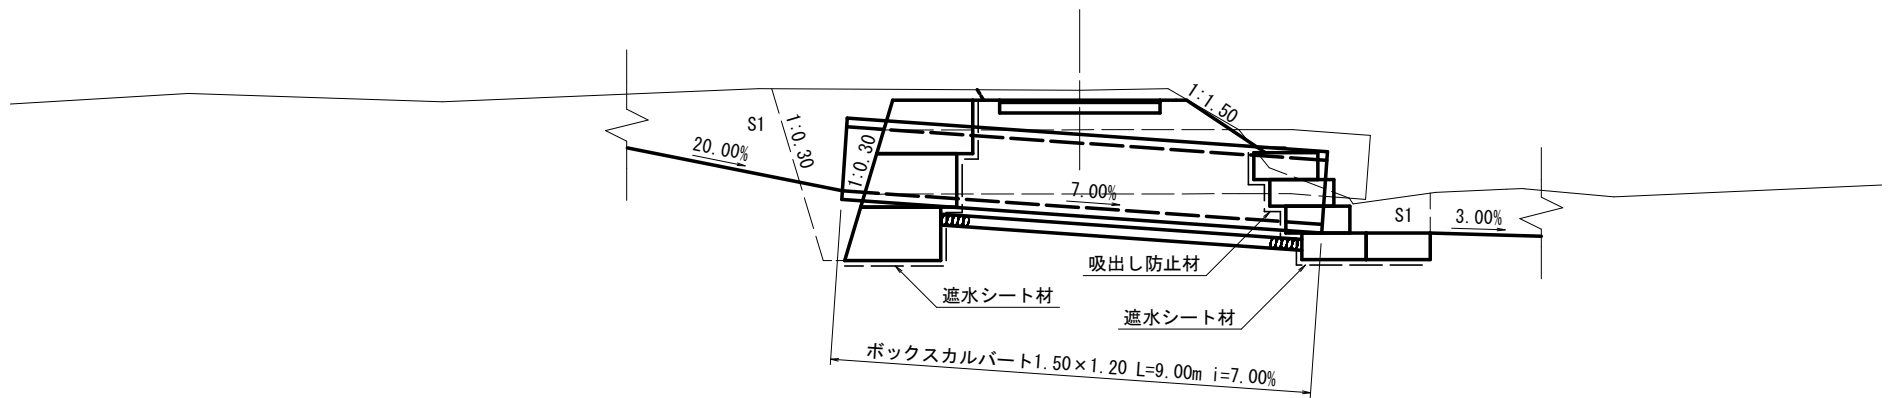 1:1.50
S1
1:0.30
1:0.30
20.00%
7.00%
S1
3.00%
吸出し防止材
遮水シート材
遮水シート材
ボックスカルバート1.50×1.20 L=9.00m i=7.00%